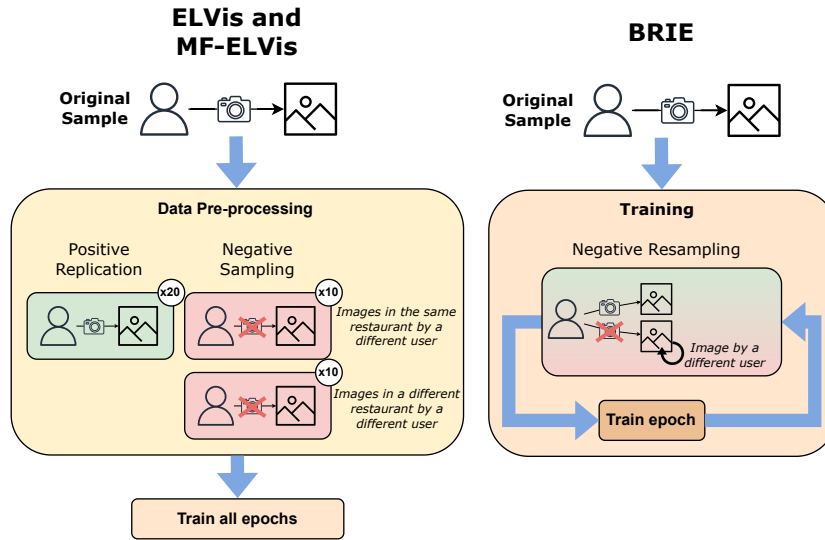 ELVis and
MF-ELVis
Original
Sample
Data Pre-processing
Positive
Replication
x20
Negative
Sampling
x10
Images in the same
restaurant by a
different user
x10
Images in a different
restaurant by a
different user
Train all epochs
BRIE
Original
Sample
Training
Negative Resampling
Image by a
different user
Train epoch